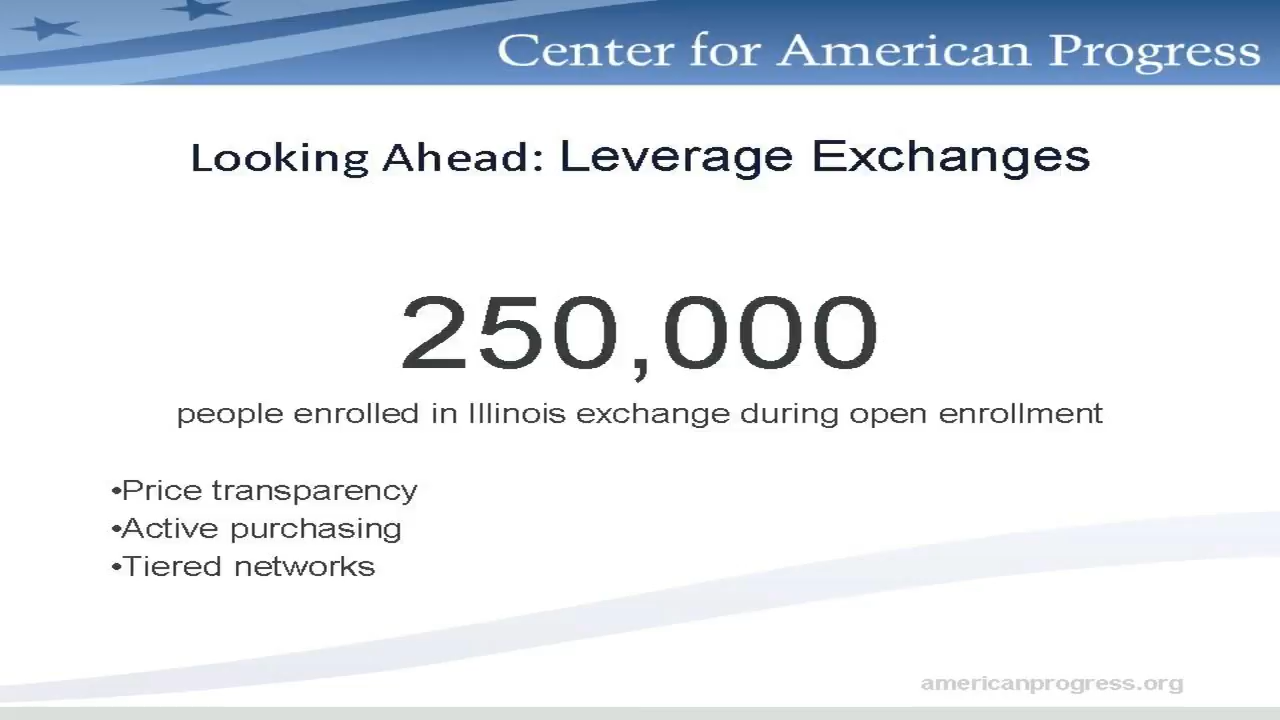 Center for American Progress
Looking Ahead: Leverage Exchanges
250,000
people enrolled in Illinois exchange during open enrollment
•Price transparency
•Active purchasing
•Tiered networks
americanprogress.org